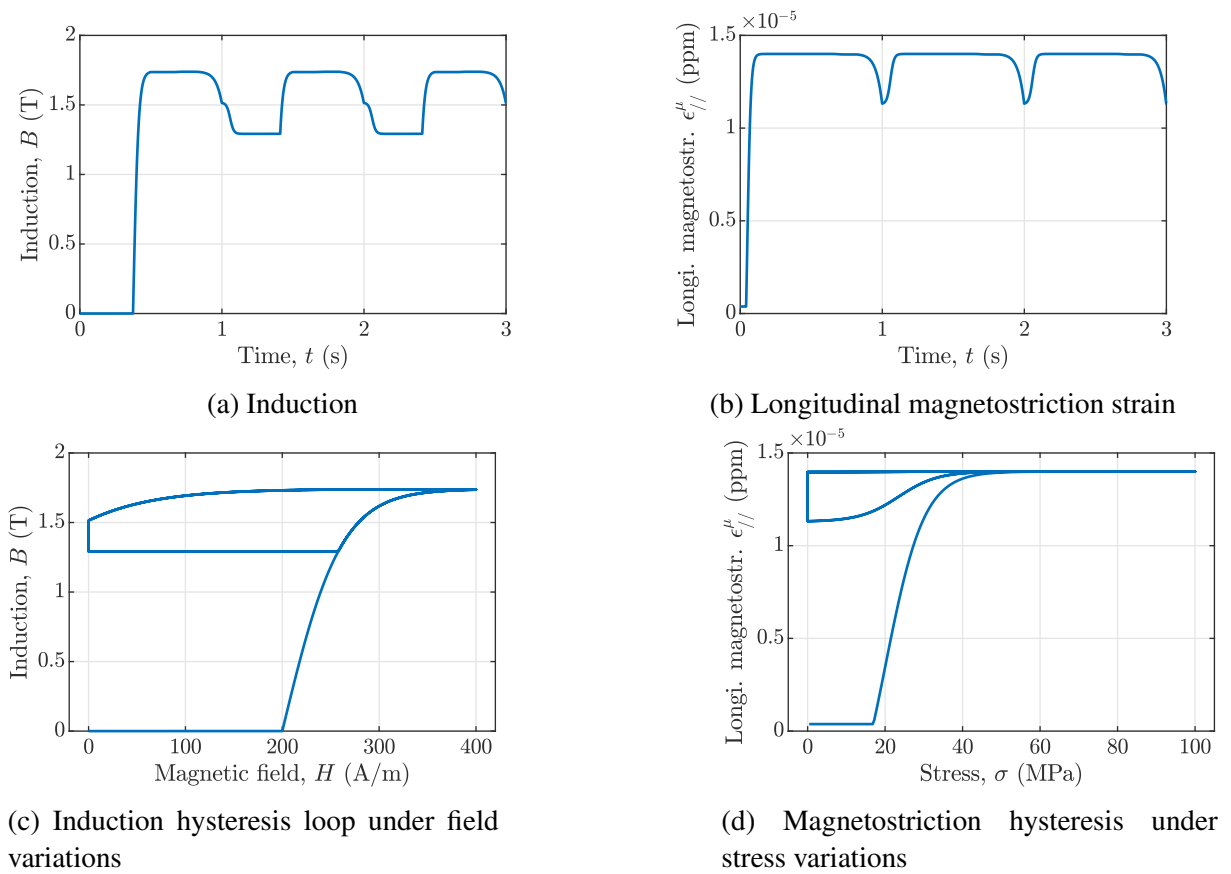 2
1.5
1
0.5
0
0 1 2 3
Induction, B (T)
Time, t (s)
(a) Induction
×10⁻⁵
1.5
1
0.5
0
0 1 2 3
Longi. magnetostr. ϵ^μ_// (ppm)
Time, t (s)
(b) Longitudinal magnetostriction strain
2
1.5
1
0.5
0
0 100 200 300 400
Induction, B (T)
Magnetic field, H (A/m)
(c) Induction hysteresis loop under field
variations
×10⁻⁵
1.5
1
0.5
0
0 20 40 60 80 100
Longi. magnetostr. ϵ^μ_// (ppm)
Stress, σ (MPa)
(d) Magnetostriction hysteresis under
stress variations